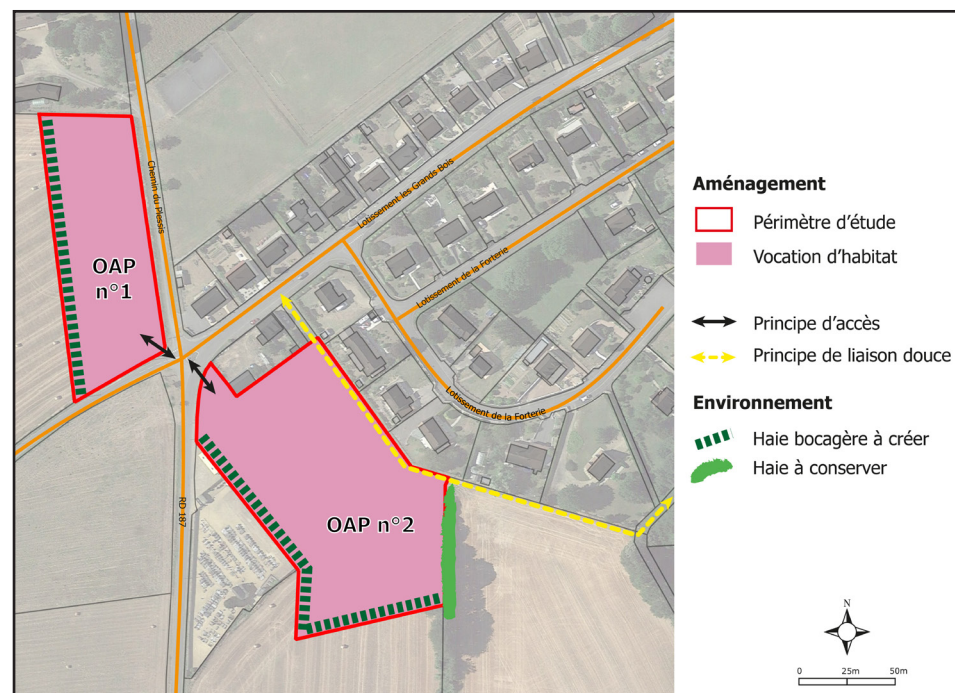 OAP
n°1
Chemin du Plessis
Lotissement les Grands Bois
Lotissement de la Forterie
Lotissement de la Forterie
RD 187
OAP n°2
Aménagement
Périmètre d'étude
Vocation d'habitat
Principe d'accès
Principe de liaison douce
Environnement
Haie bocagère à créer
Haie à conserver
N
0 25m 50m